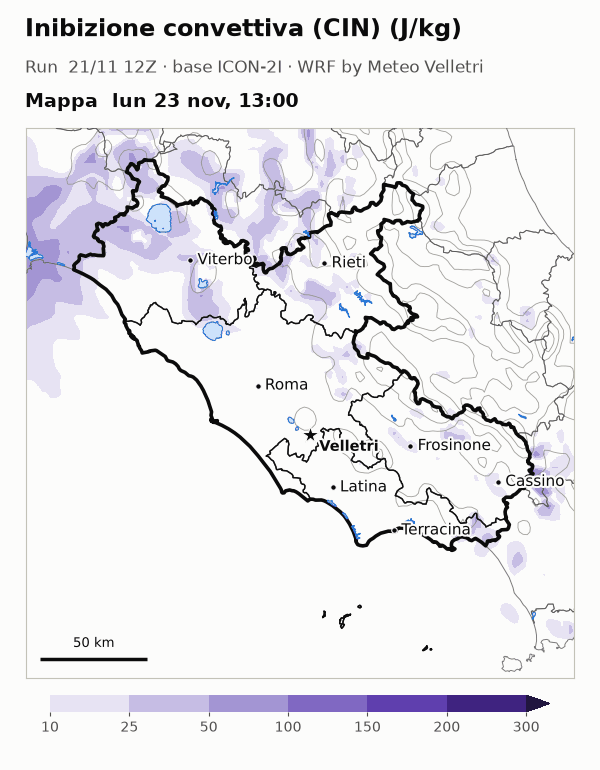 Inibizione convettiva (CIN) (J/kg)
Run  21/11 12Z · base ICON-2I · WRF by Meteo Velletri
Mappa  lun 23 nov, 13:00
Viterbo
Rieti
Roma
Velletri
Frosinone
Cassino
Latina
Terracina
50 km
10 25 50 100 150 200 300